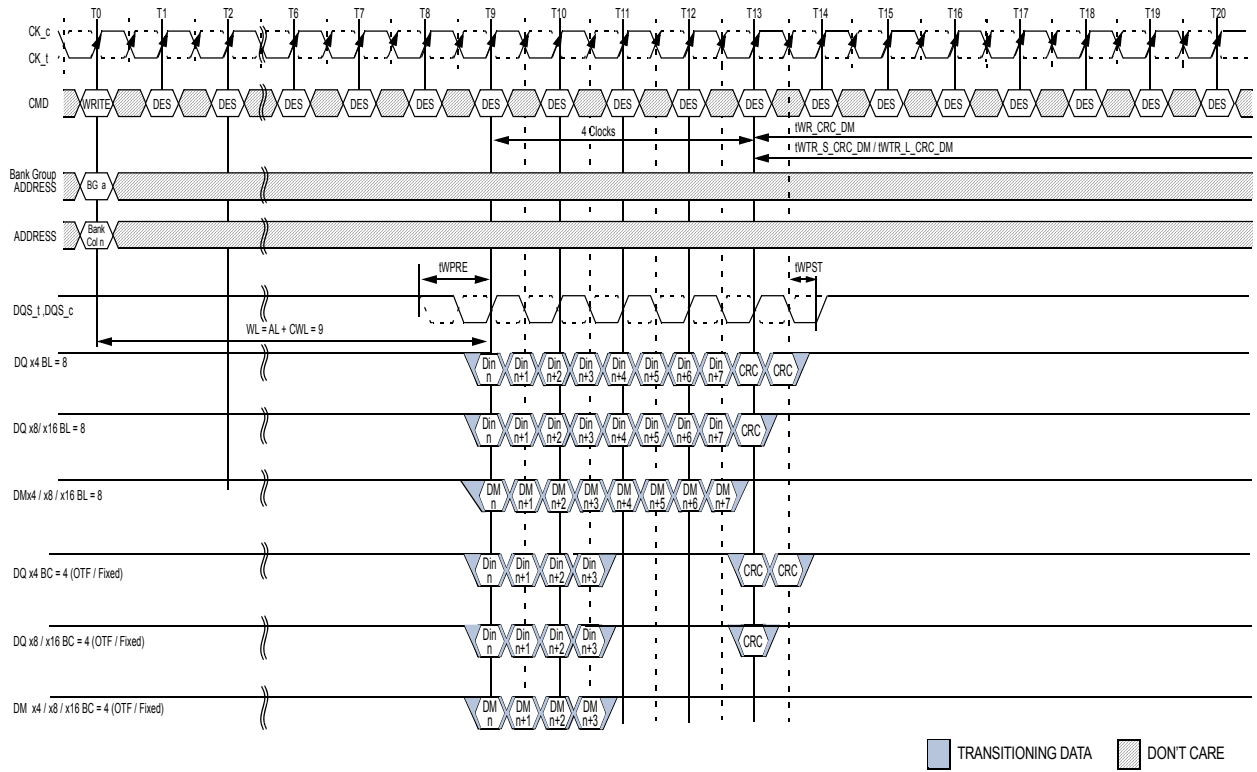 T0 T1 T2 T6 T7 T8 T9 T10 T11 T12 T13 T14 T15 T16 T17 T18 T19 T20
CK_c
CK_t
CMD WRITE DES DES DES DES DES DES DES DES DES DES DES DES DES DES DES DES DES
4 Clocks
tWR_CRC_DM
tWTR_S_CRC_DM / tWTR_L_CRC_DM
Bank Group
ADDRESS
BG a
ADDRESS
Bank
Col n
tWPRE
tWPST
DQS_t ,DQS_c
WL = AL + CWL = 9
DQ x4 BL = 8
Din Din Din Din Din Din Din Din
n n+1 n+2 n+3 n+4 n+5 n+6 n+7 CRC CRC
DQ x8/ x16 BL = 8
Din Din Din Din Din Din Din Din
n n+1 n+2 n+3 n+4 n+5 n+6 n+7 CRC
DMx4 / x8 / x16 BL = 8
DM DM DM DM DM DM DM DM
n n+1 n+2 n+3 n+4 n+5 n+6 n+7
DQ x4 BC = 4 (OTF / Fixed)
Din Din Din Din
n n+1 n+2 n+3 CRC CRC
DQ x8 / x16 BC = 4 (OTF / Fixed)
Din Din Din Din
n n+1 n+2 n+3 CRC
DM x4 / x8 / x16 BC = 4 (OTF / Fixed)
DM DM DM DM
n n+1 n+2 n+3
TRANSITIONING DATA
DON'T CARE